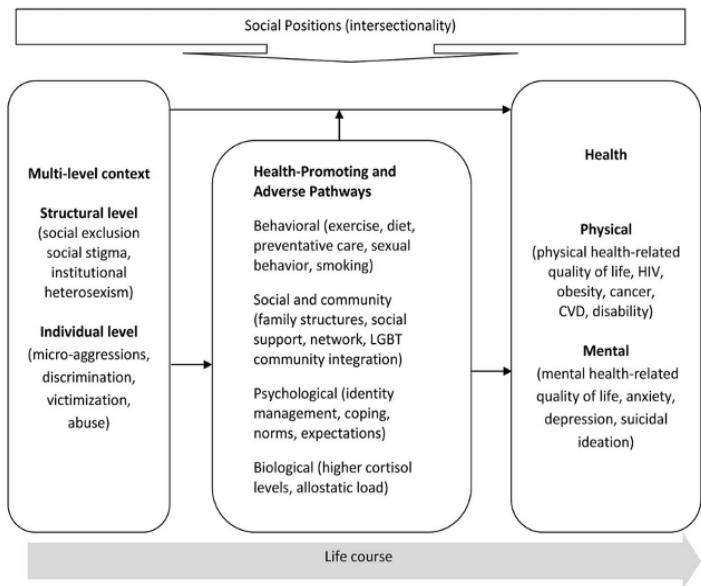 Social Positions (intersectionality)
Multi-level context
Structural level
(social exclusion
social stigma,
institutional
heterosexism)
Individual level
(micro-aggressions,
discrimination,
victimization,
abuse)
Health-Promoting and
Adverse Pathways
Behavioral (exercise, diet,
preventative care, sexual
behavior, smoking)
Social and community
(family structures, social
support, network, LGBT
community integration)
Psychological (identity
management, coping,
norms, expectations)
Biological (higher cortisol
levels, allostatic load)
Health
Physical
(physical health-related
quality of life, HIV,
obesity, cancer,
CVD, disability)
Mental
(mental health-related
quality of life, anxiety,
depression, suicidal
ideation)
Life course